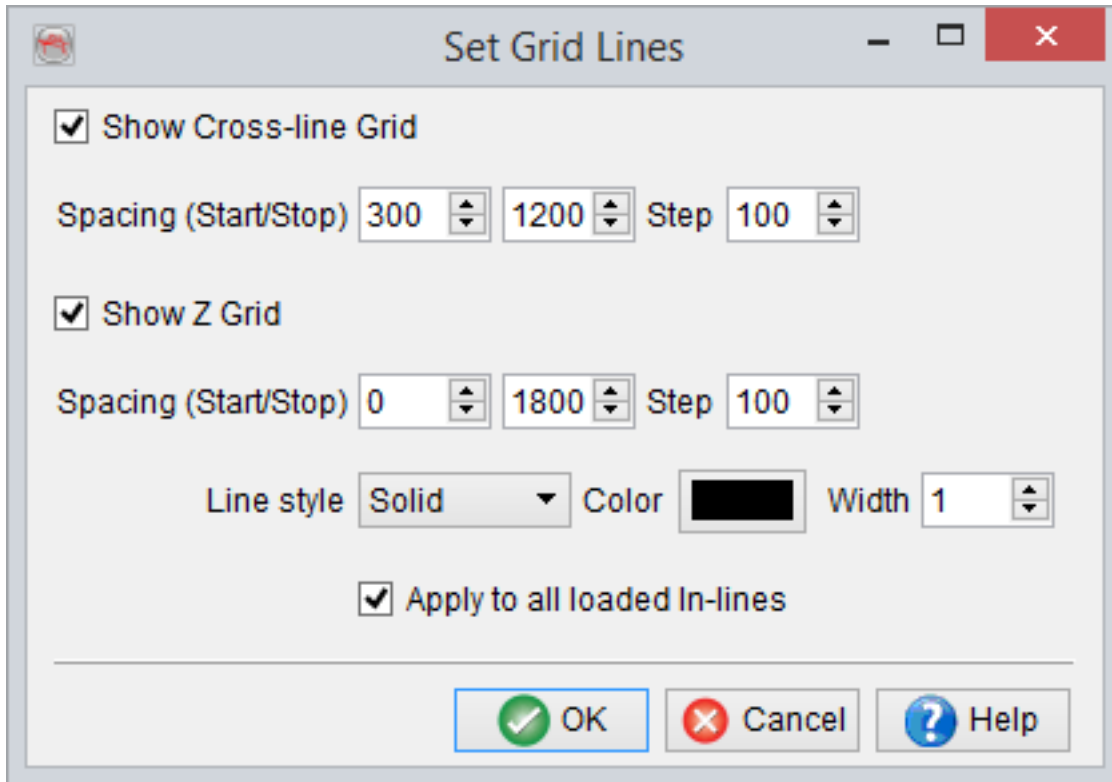 Set Grid Lines
Show Cross-line Grid
Spacing (Start/Stop) 300 1200 Step 100
Show Z Grid
Spacing (Start/Stop) 0 1800 Step 100
Line style Solid Color Width 1
Apply to all loaded In-lines
OK Cancel ? Help